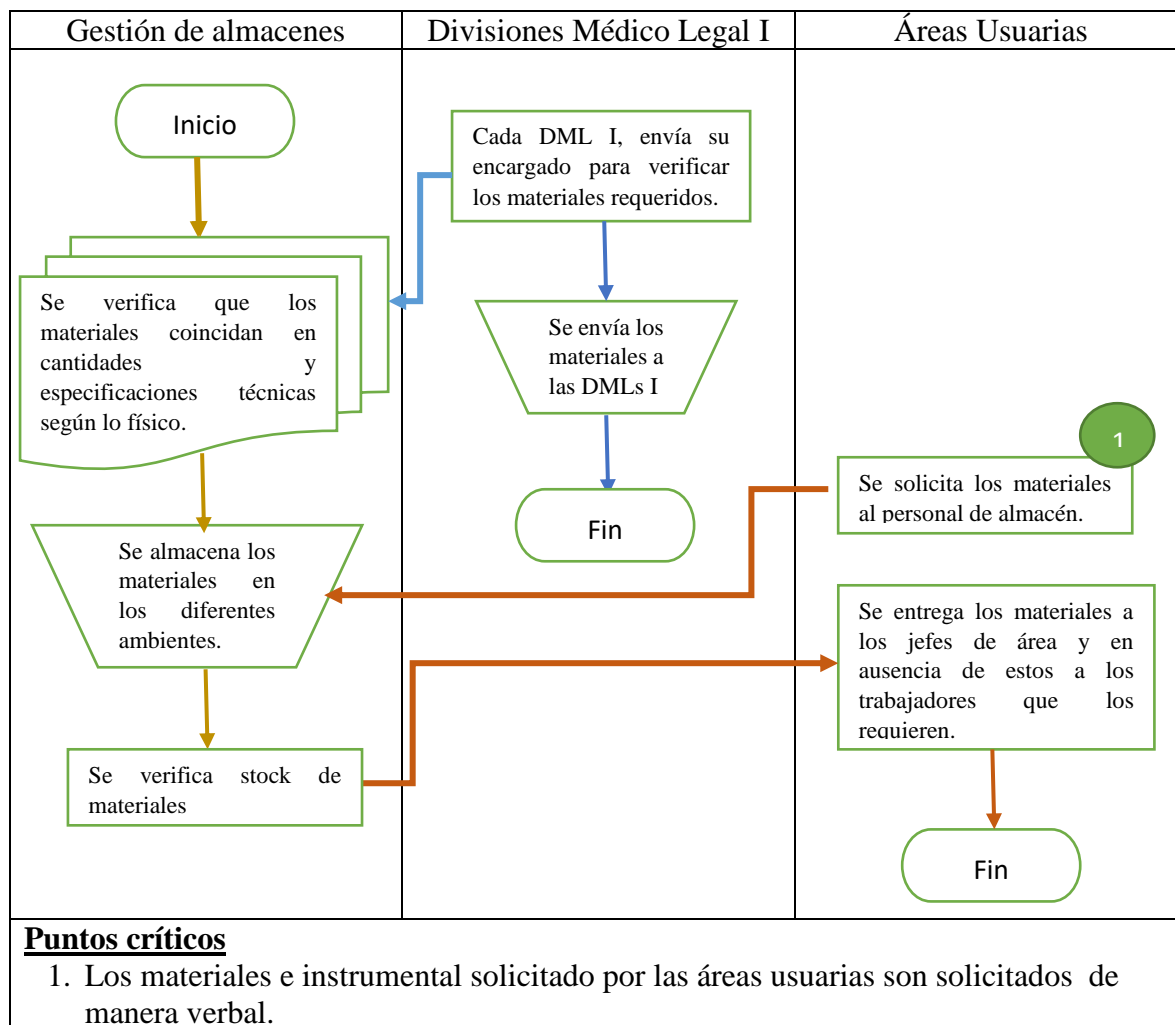 Gestión de almacenes
Divisiones Médico Legal I
Áreas Usuarias
Inicio
Se verifica que los
materiales coincidan en
cantidades y
especificaciones técnicas
según lo físico.
Se almacena los
materiales en
los diferentes
ambientes.
Se verifica stock de
materiales
Cada DML I, envía su
encargado para verificar
los materiales requeridos.
Se envía los
materiales a
las DMLs I
Fin
1
Se solicita los materiales
al personal de almacén.
Se entrega los materiales a
los jefes de área y en
ausencia de estos a los
trabajadores que los
requieren.
Fin
Puntos críticos
1. Los materiales e instrumental solicitado por las áreas usuarias son solicitados de
manera verbal.